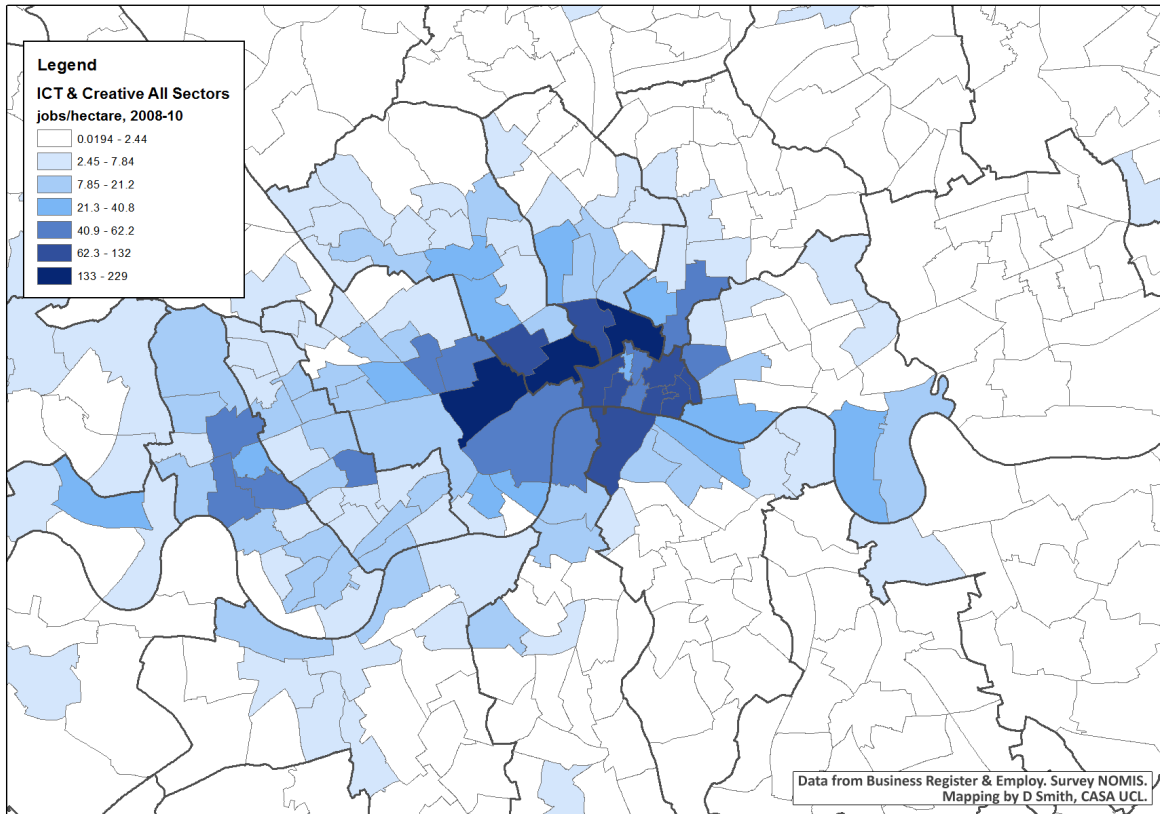 Legend
ICT & Creative All Sectors
jobs/hectare, 2008-10
0.0194 - 2.44
2.45 - 7.84
7.85 - 21.2
21.3 - 40.8
40.9 - 62.2
62.3 - 132
133 - 229
Data from Business Register & Employ. Survey NOMIS.
Mapping by D Smith, CASA UCL.